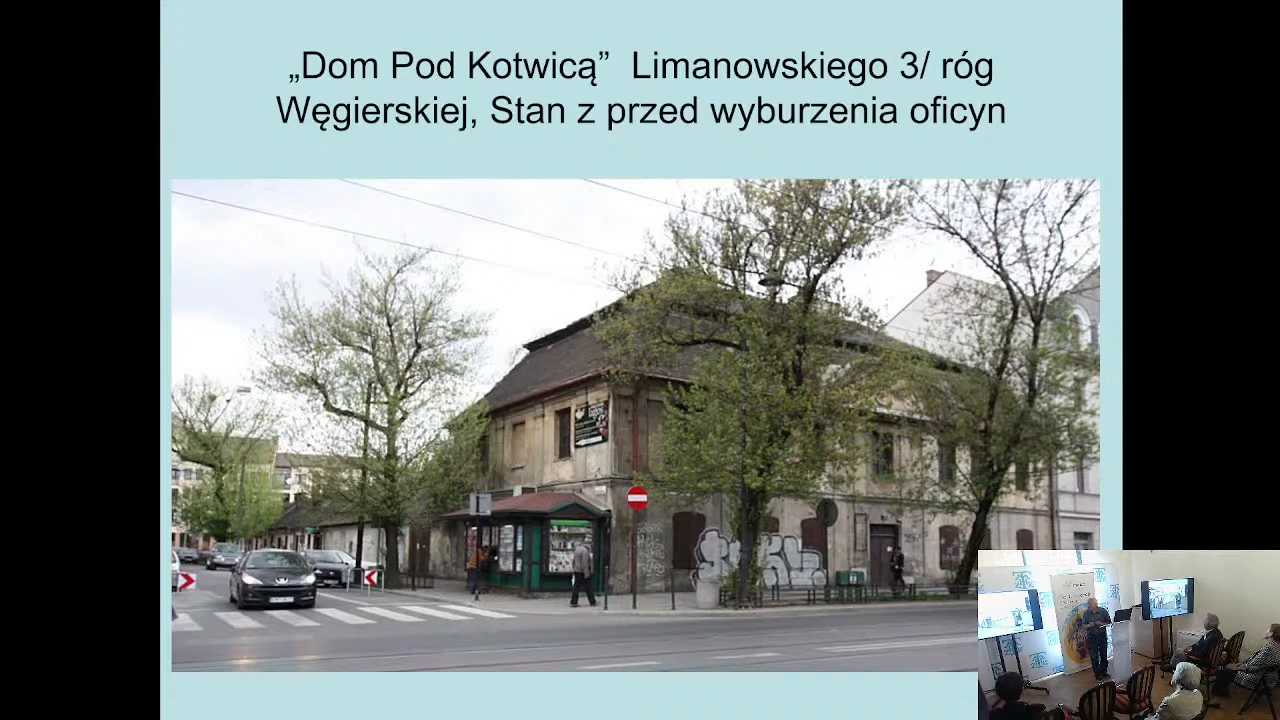 „Dom Pod Kotwicą” Limanowskiego 3/ róg
Węgierskiej, Stan z przed wyburzenia oficyn